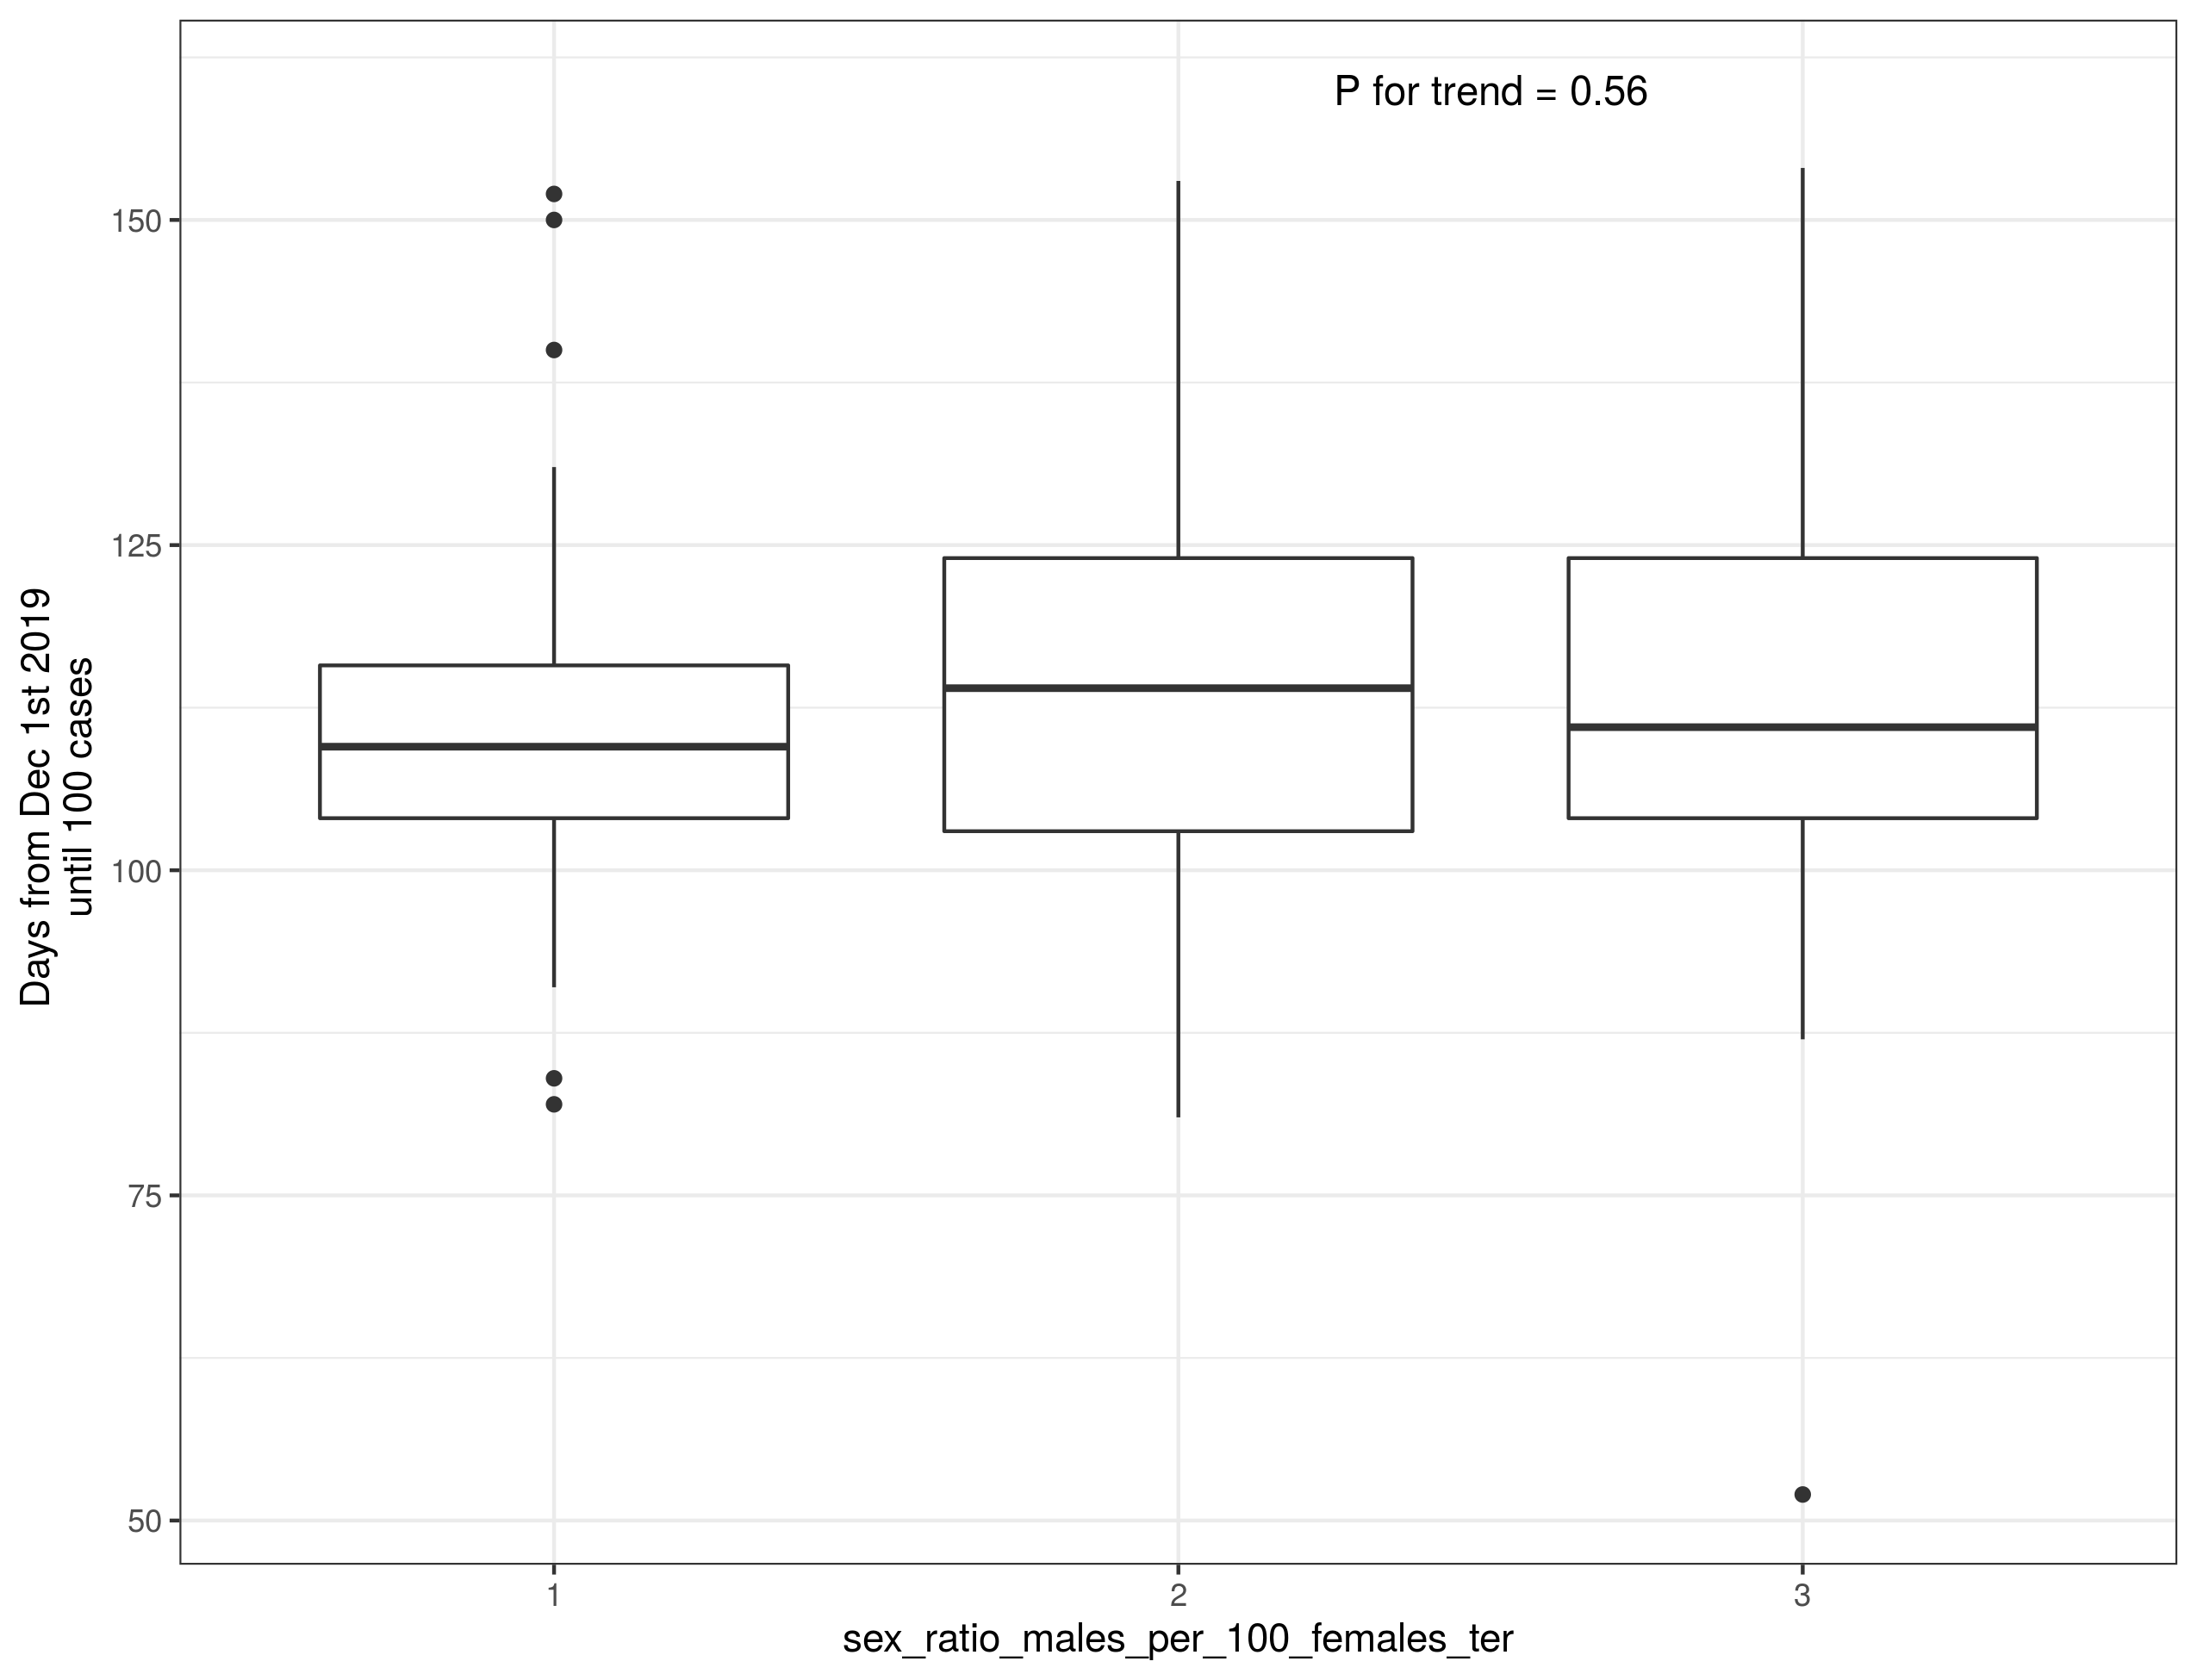 P for trend = 0.56
150
125
100
75
50
Days from Dec 1st 2019
until 100 cases
1
2
3
sex_ratio_males_per_100_females_ter